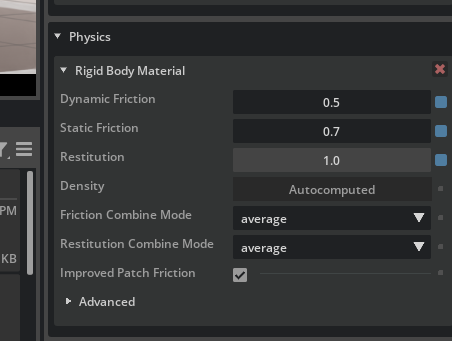 Physics
Rigid Body Material
Dynamic Friction 0.5
Static Friction 0.7
Restitution 1.0
Density Autocomputed
PM
Friction Combine Mode average
Restitution Combine Mode average
KB
Improved Patch Friction
Advanced